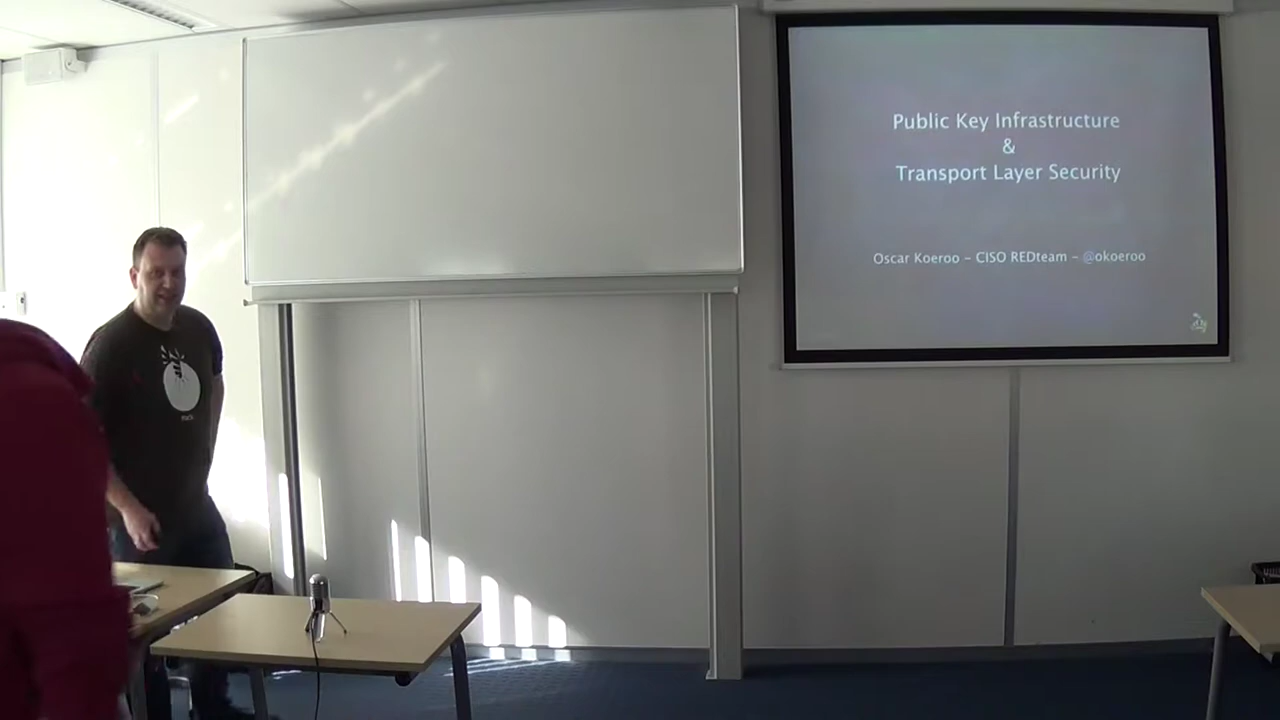 Public Key Infrastructure
&
Transport Layer Security
Oscar Koeroo – CISO REDteam – @okoeroo